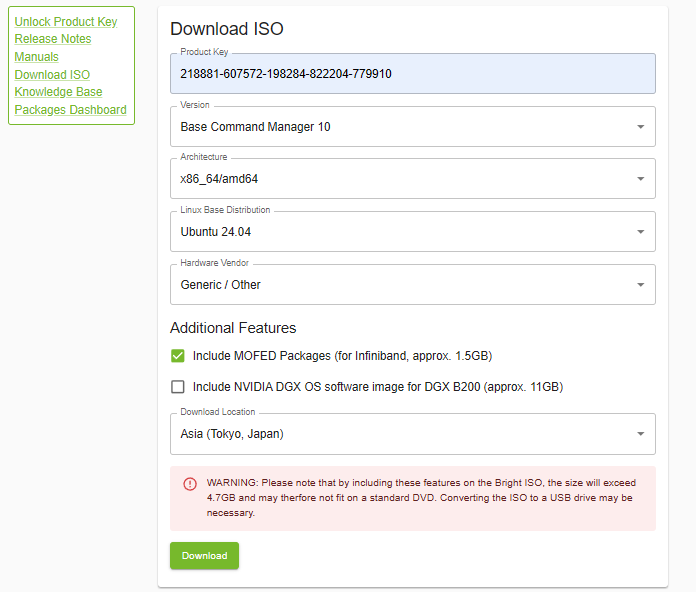 Unlock Product Key
Release Notes
Manuals
Download ISO
Knowledge Base
Packages Dashboard
Download ISO
Product Key
218881-607572-198284-822204-779910
Version
Base Command Manager 10
Architecture
x86_64/amd64
Linux Base Distribution
Ubuntu 24.04
Hardware Vendor
Generic / Other
Additional Features
Include MOFED Packages (for Infiniband, approx. 1.5GB)
Include NVIDIA DGX OS software image for DGX B200 (approx. 11GB)
Download Location
Asia (Tokyo, Japan)
WARNING: Please note that by including these features on the Bright ISO, the size will exceed
4.7GB and may therfore not fit on a standard DVD. Converting the ISO to a USB drive may be
necessary.
Download